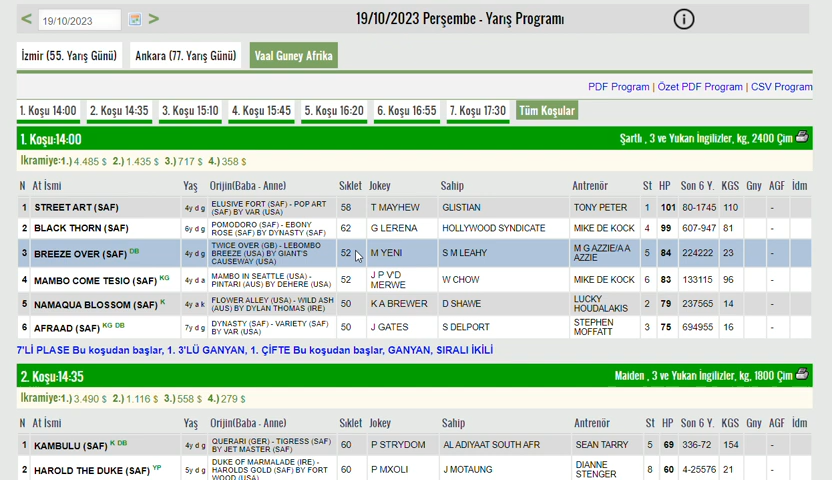 < 19/10/2023 > 19/10/2023 Perşembe - Yarış Programı i
İzmir (55. Yarış Günü) Ankara (77. Yarış Günü) Vaal Guney Afrika
PDF Program | Özet PDF Program | CSV Program
1. Koşu 14:00 2. Koşu 14:35 3. Koşu 15:10 4. Koşu 15:45 5. Koşu 16:20 6. Koşu 16:55 7. Koşu 17:30 Tüm Koşular
1. Koşu:14:00 Şartlı , 3 ve Yukarı İngilizler, kg, 2400 Çim
Ikramiye:1.) 4.485 $ 2.) 1.435 $ 3.) 717 $ 4.) 358 $
N At İsmi Yaş Orijin(Baba - Anne) Sıklet Jokey Sahip Antrenör St HP Son 6 Y. KGS Gny AGF İdm
1 STREET ART (SAF) 4y d g ELUSIVE FORT (SAF) - POP ART (SAF) BY VAR (USA) 58 T MAYHEW GLISTIAN TONY PETER 1 101 80-1745 110 -
2 BLACK THORN (SAF) 6y d g POMODORO (SAF) - EBONY ROSE (SAF) BY DYNASTY (SAF) 62 G LERENA HOLLYWOOD SYNDICATE MIKE DE KOCK 4 99 607-947 81 -
3 BREEZE OVER (SAF) DB 4y d g TWICE OVER (GB) - LEBOMBO BREEZE (USA) BY GIANT'S CAUSEWAY (USA) 52 M YENI S M LEAHY M G AZZIE/A A AZZIE 5 84 224222 23 -
4 MAMBO COME TESIO (SAF) KG 4y d a MAMBO IN SEATTLE (USA) - PINTARI (AUS) BY DEHERE (USA) 52 J P V'D MERWE W CHOW MIKE DE KOCK 6 83 133115 96 -
5 NAMAQUA BLOSSOM (SAF) K 4y a k FLOWER ALLEY (USA) - WILD ASH (AUS) BY DYLAN THOMAS (IRE) 50 K A BREWER D SHAWE LUCKY HOUDALAKIS 2 79 237565 14 -
6 AFRAAD (SAF) KG DB 7y d g DYNASTY (SAF) - VARIETY (SAF) BY VAR (USA) 50 J GATES S DELPORT STEPHEN MOFFATT 3 75 694955 16 -
7'Lİ PLASE Bu koşudan başlar, 1. 3'LÜ GANYAN, 1. ÇİFTE Bu koşudan başlar, GANYAN, SIRALI İKİLİ
2. Koşu:14:35 Maiden , 3 ve Yukarı İngilizler, kg, 1800 Çim
Ikramiye:1.) 3.490 $ 2.) 1.116 $ 3.) 558 $ 4.) 279 $
N At İsmi Yaş Orijin(Baba - Anne) Sıklet Jokey Sahip Antrenör St HP Son 6 Y. KGS Gny AGF İdm
1 KAMBULU (SAF) K DB 4y d g QUERARI (GER) - TIGRESS (SAF) BY JET MASTER (SAF) 60 P STRYDOM AL ADIYAAT SOUTH AFR SEAN TARRY 5 69 336-72 154 -
2 HAROLD THE DUKE (SAF) YP 5y d g DUKE OF MARMALADE (IRE) - HAROLDS GOLD (SAF) BY FORT WOOD (USA) 60 P MXOLI J MOTAUNG DIANNE STENGER 8 60 4-25576 21 -